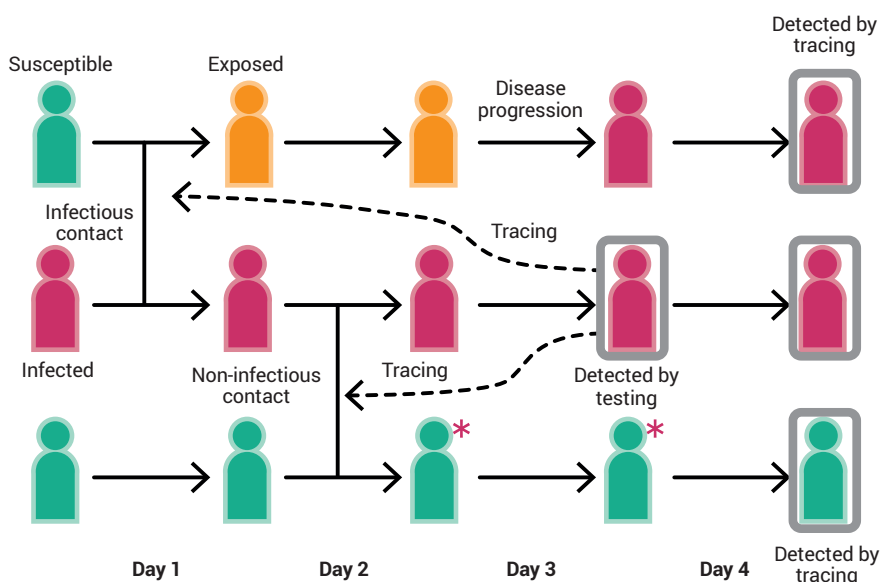 Detected by
tracing
Susceptible
Exposed
Disease
progression
Infectious
contact
Tracing
Infected
Non-infectious
contact
Tracing
Detected by
testing
*
*
Day 1
Day 2
Day 3
Day 4
Detected by
tracing